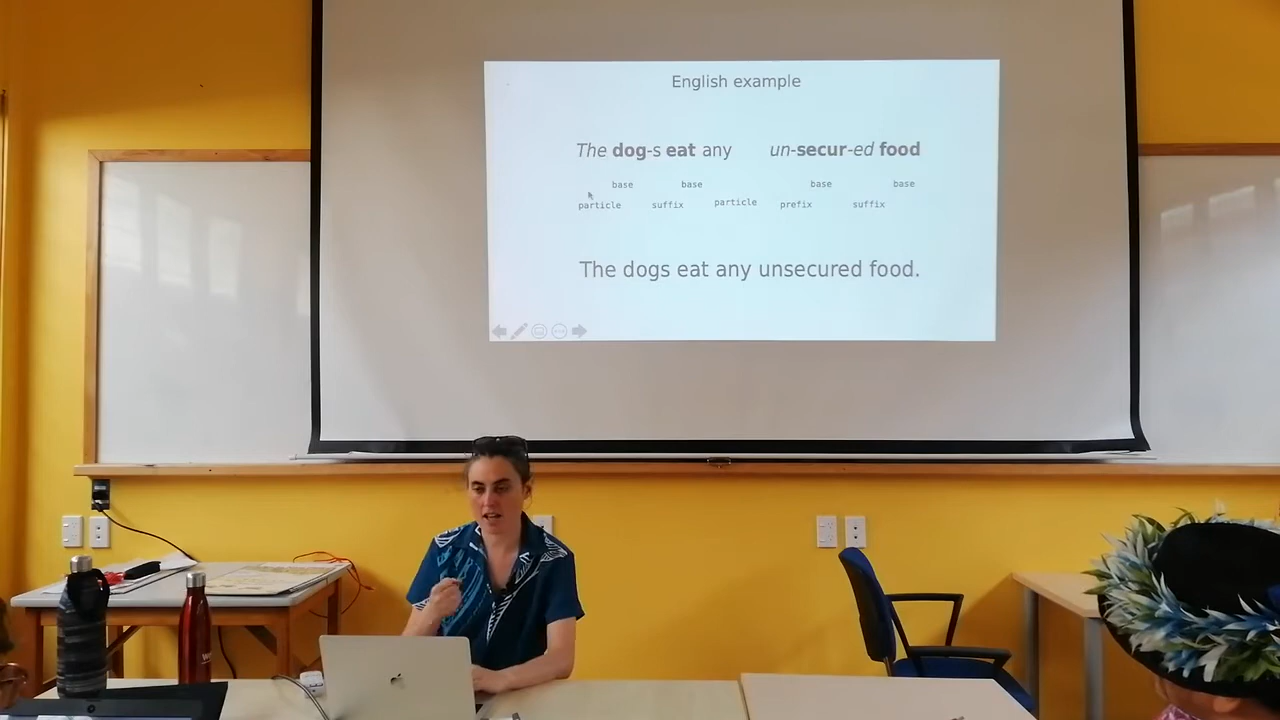 English example
The dog-s eat any un-secur-ed food
base base base base
particle suffix particle prefix suffix
The dogs eat any unsecured food.